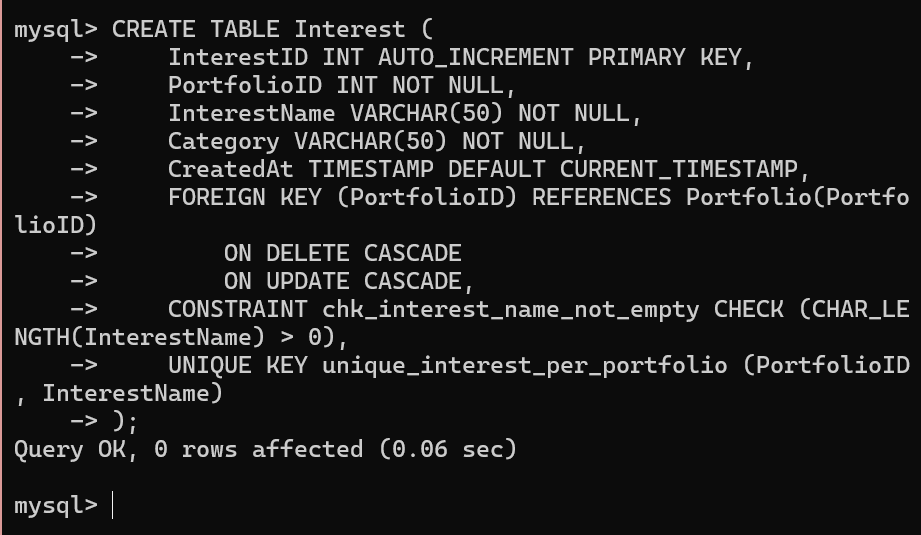 mysql> CREATE TABLE Interest (
    ->     InterestID INT AUTO_INCREMENT PRIMARY KEY,
    ->     PortfolioID INT NOT NULL,
    ->     InterestName VARCHAR(50) NOT NULL,
    ->     Category VARCHAR(50) NOT NULL,
    ->     CreatedAt TIMESTAMP DEFAULT CURRENT_TIMESTAMP,
    ->     FOREIGN KEY (PortfolioID) REFERENCES Portfolio(Portfo
lioID)
    ->         ON DELETE CASCADE
    ->         ON UPDATE CASCADE,
    ->     CONSTRAINT chk_interest_name_not_empty CHECK (CHAR_LE
NGTH(InterestName) > 0),
    ->     UNIQUE KEY unique_interest_per_portfolio (PortfolioID
, InterestName)
    -> );
Query OK, 0 rows affected (0.06 sec)
mysql>